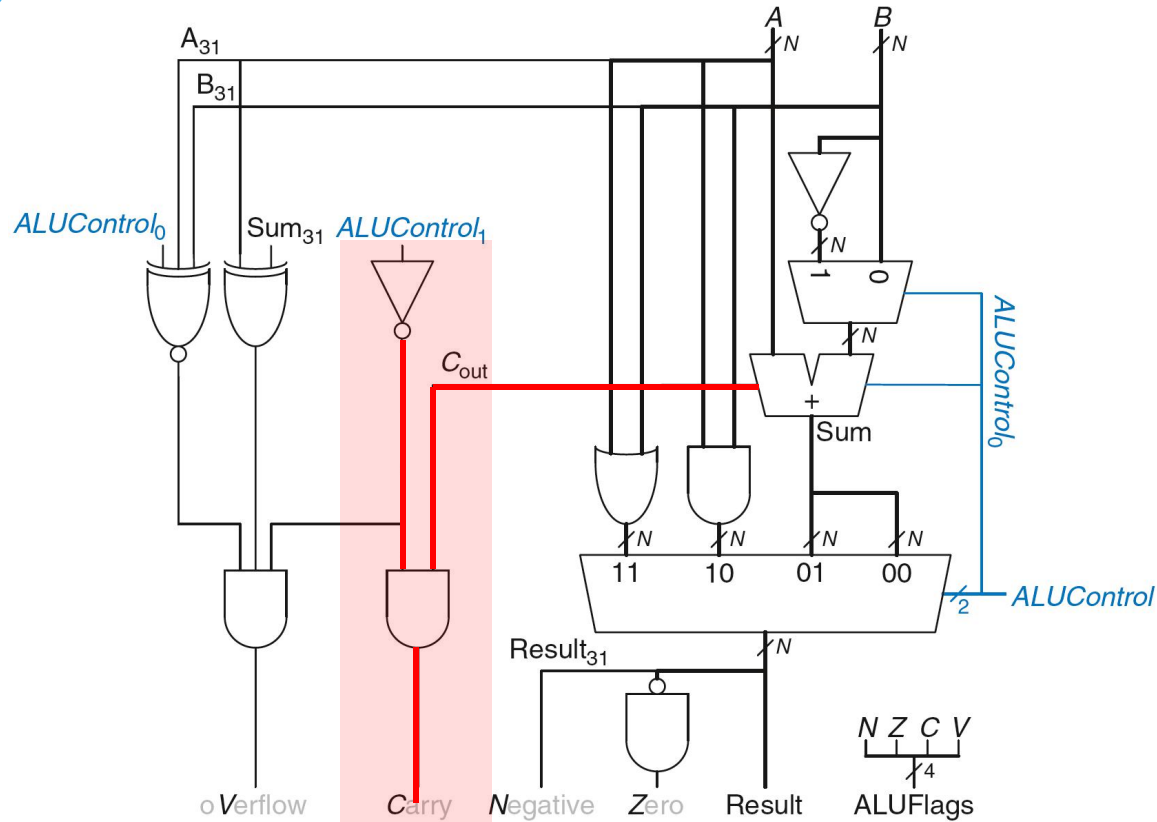 A B
N N
A31
B31
ALUControl0 Sum31 ALUControl1
N
1 0
ALUControl0
N
Cout
+
Sum
N N N N
11 10 01 00
2 ALUControl
Result31 N
N Z C V
4
oVerflow Carry Negative Zero Result ALUFlags